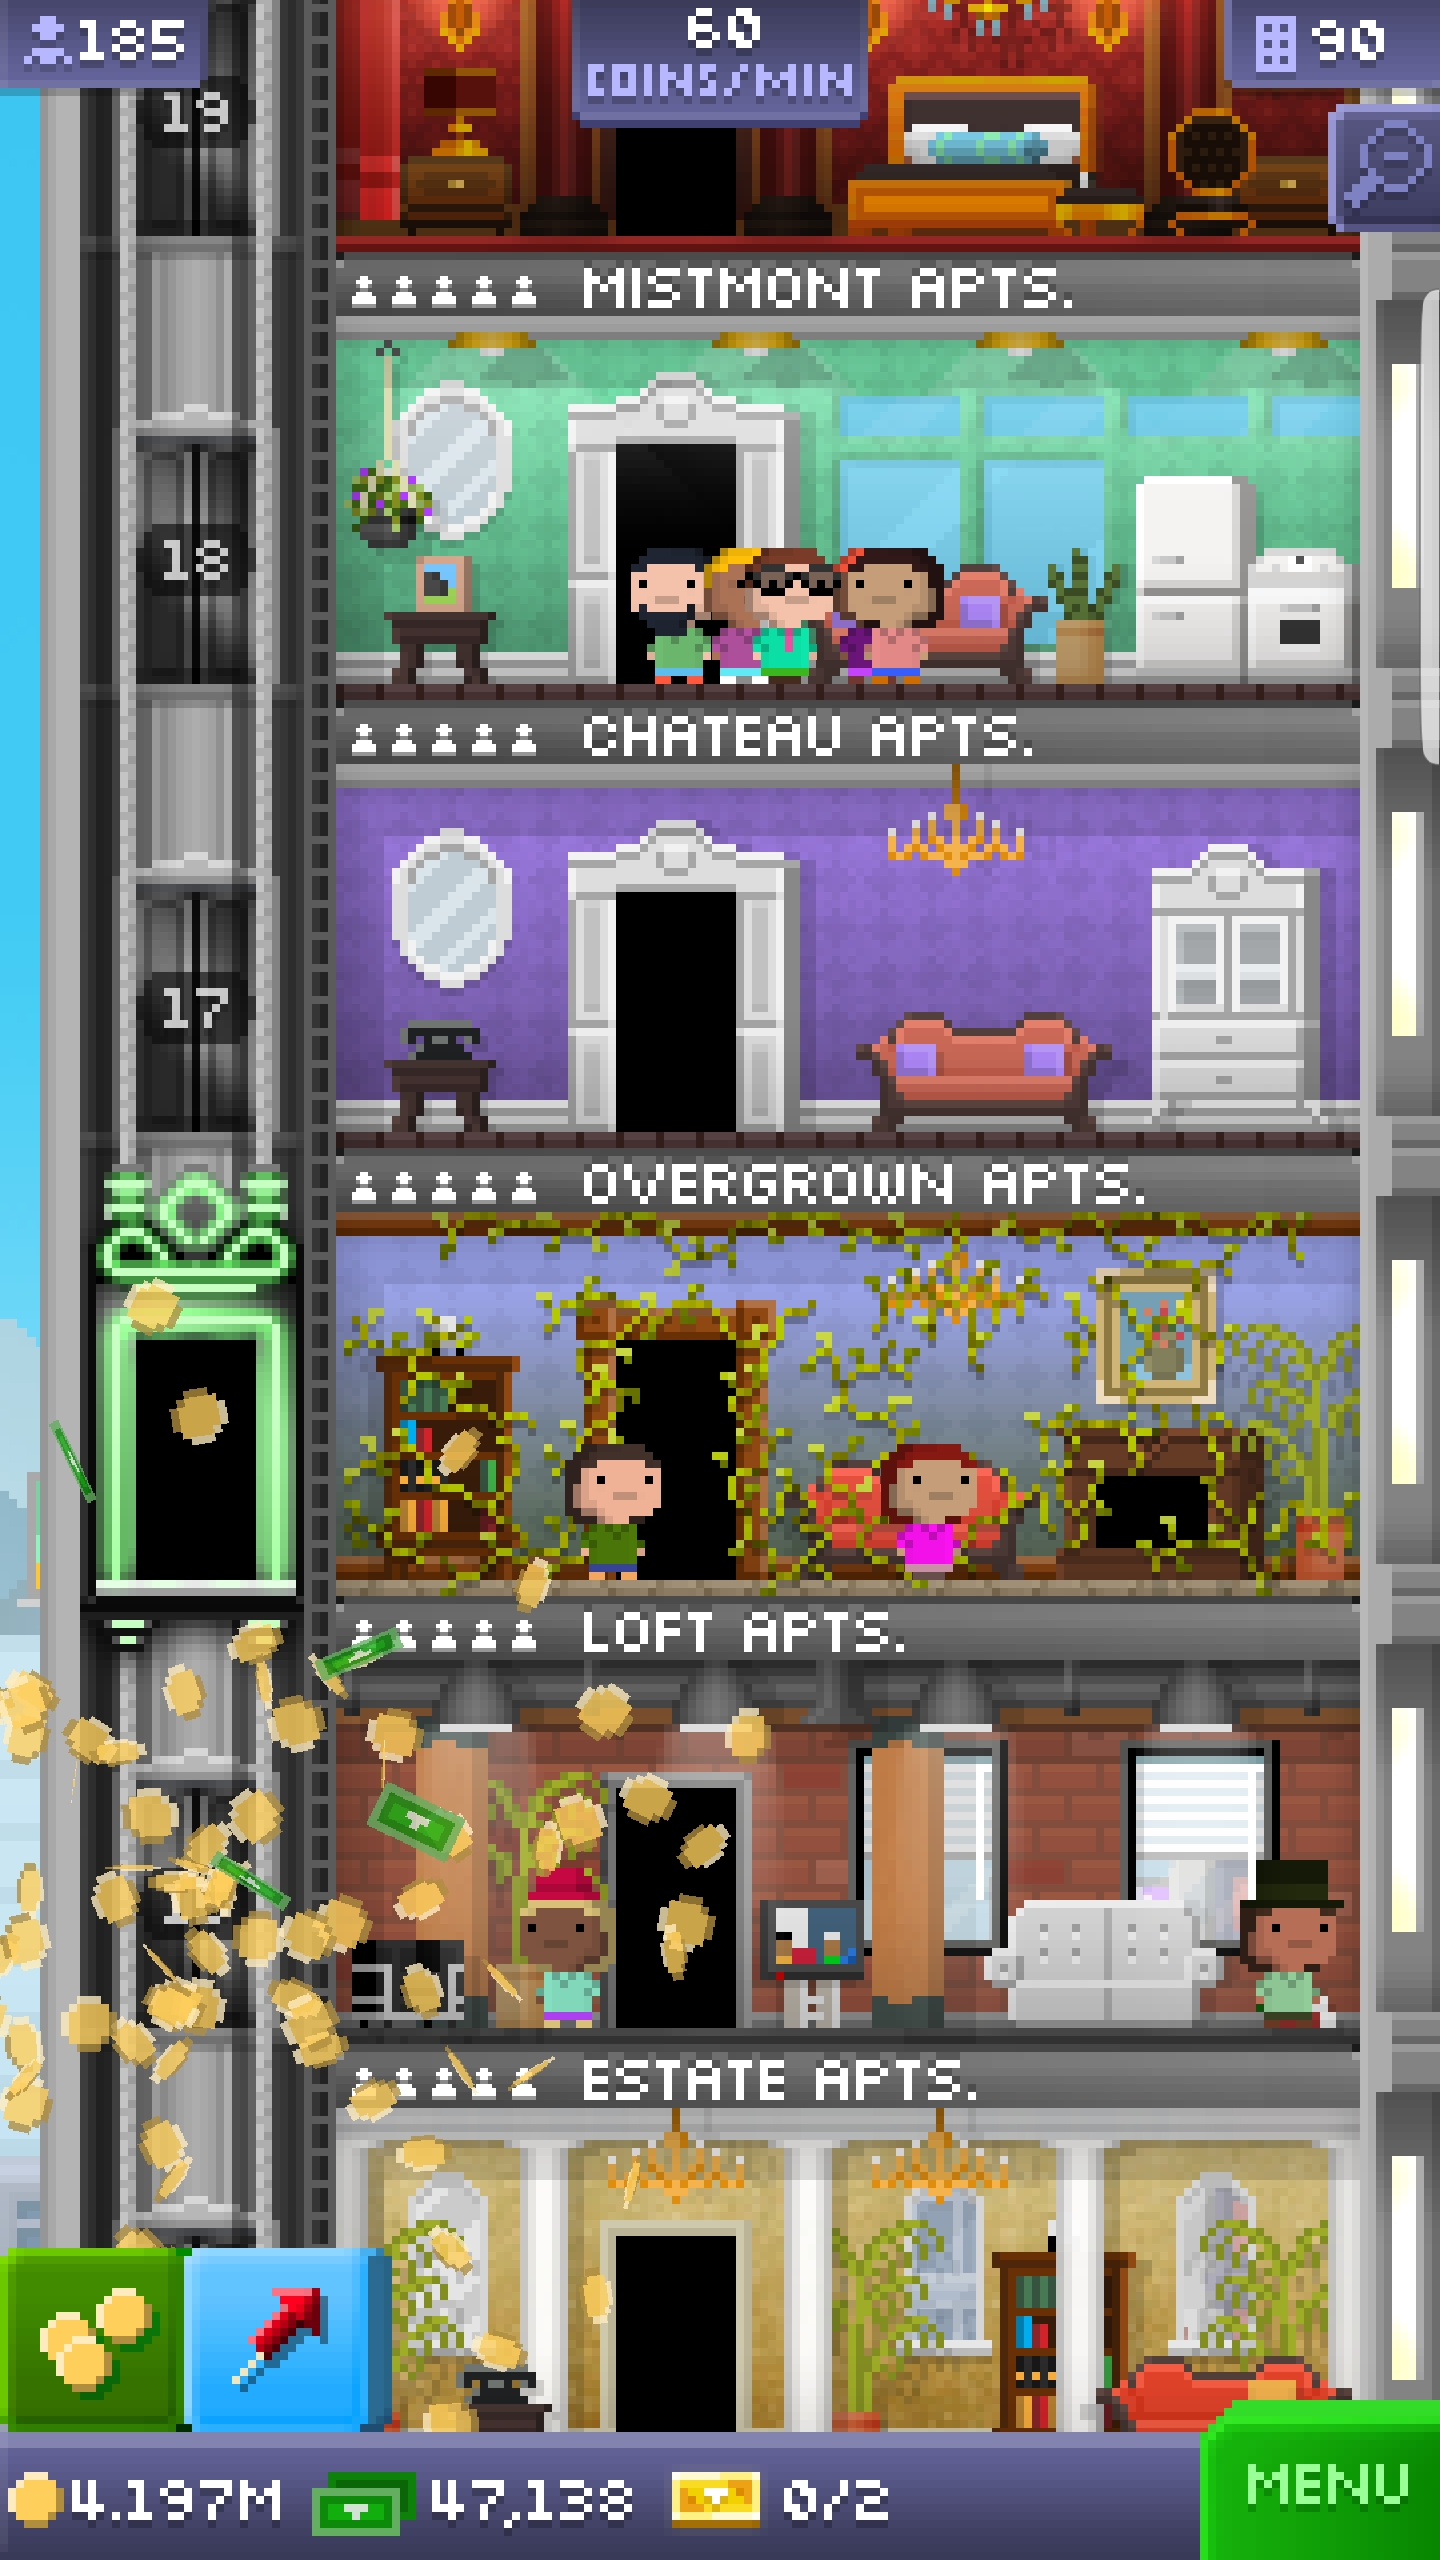 185
60
COINS/MIN
90
19
MISTMONT APTS.
18
CHATEAU APTS.
17
OVERGROWN APTS.
LOFT APTS.
ESTATE APTS.
4.197M
47,138
0/2
MENU